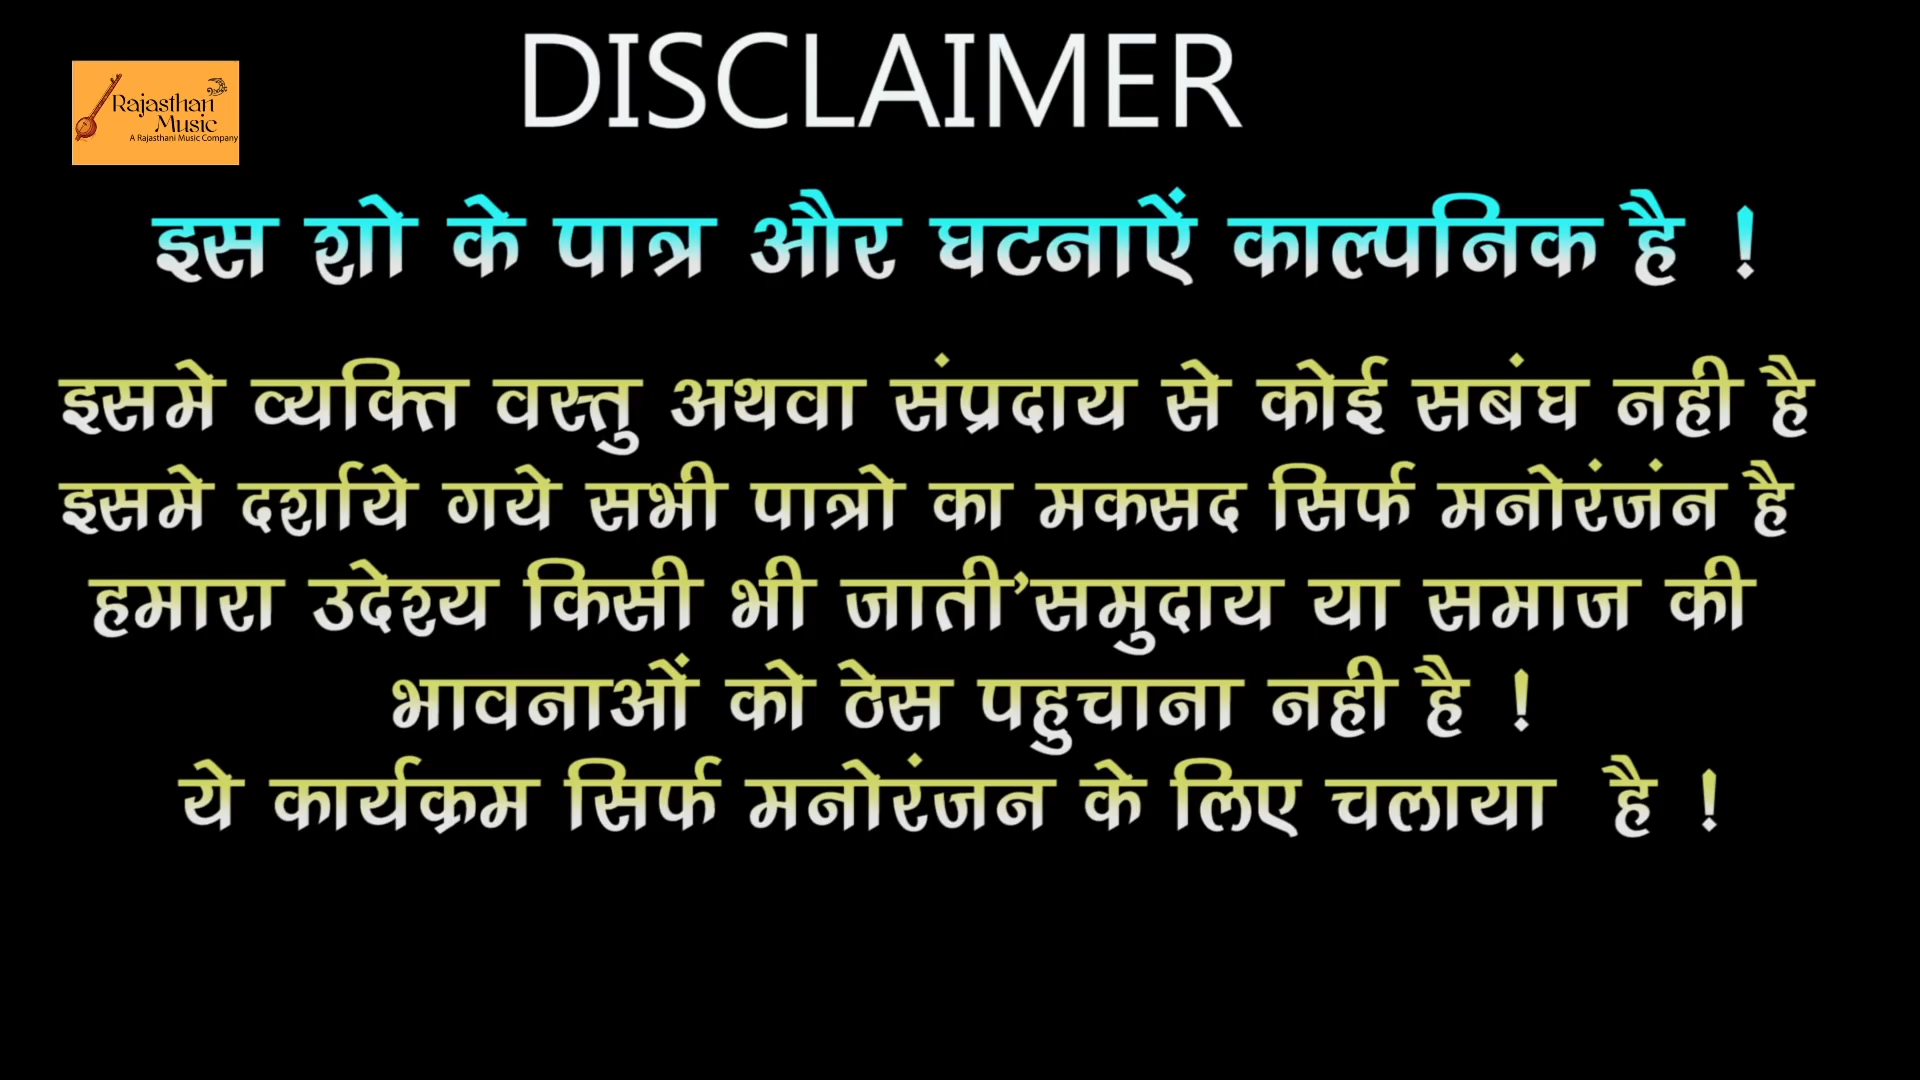 DISCLAIMER
Rajasthan
Music
A Rajasthani Music Company
इस शो के पात्र और घटनाऐं काल्पनिक है !
इसमे व्यक्ति वस्तु अथवा संप्रदाय से कोई सबंघ नही है
इसमे दर्शाये गये सभी पात्रो का मकसद सिर्फ मनोरंजंन है
हमारा उदेश्य किसी भी जाती’समुदाय या समाज की
भावनाओं को ठेस पहुचाना नही है !
ये कार्यक्रम सिर्फ मनोरंजन के लिए चलाया है !